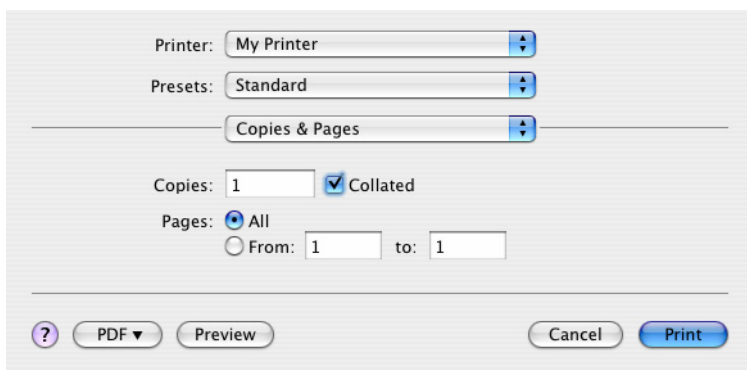 Printer: My Printer
Presets: Standard
Copies & Pages
Copies: 1 Collated
Pages: All
From: 1 to: 1
? PDF ▼ Preview Cancel Print